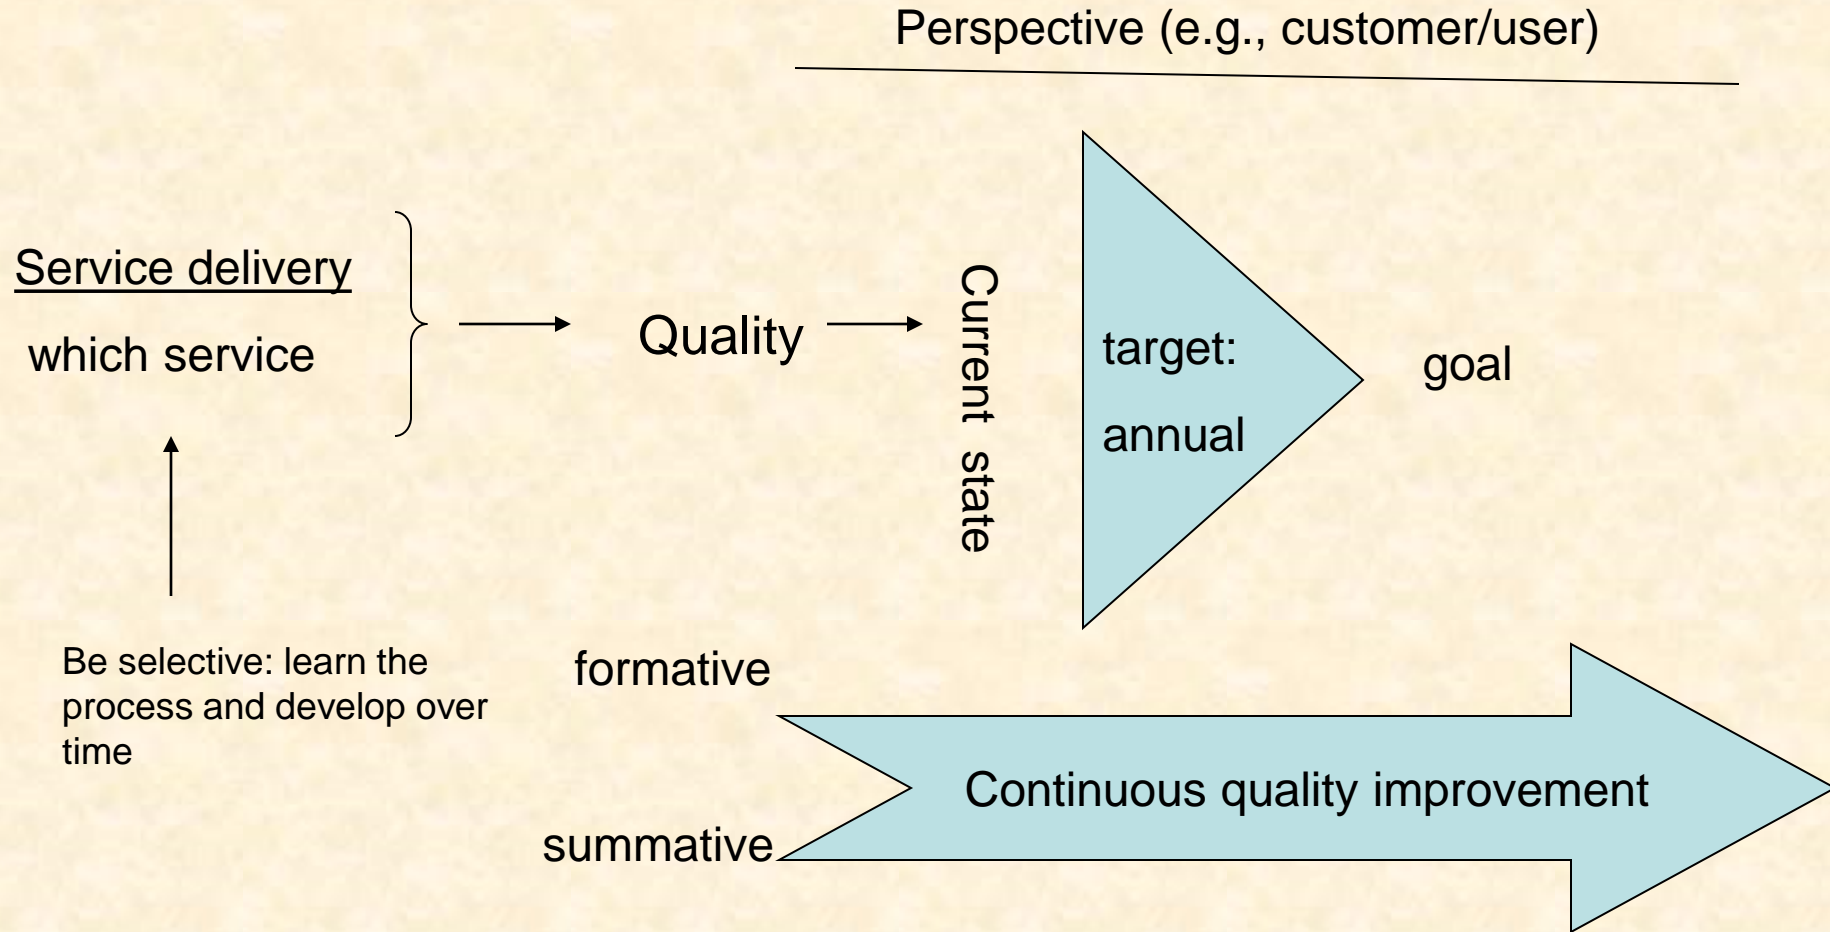 Perspective (e.g., customer/user)
Service delivery
which service
Quality
Current state
target:
annual
goal
Be selective: learn the
process and develop over
time
formative
summative
Continuous quality improvement